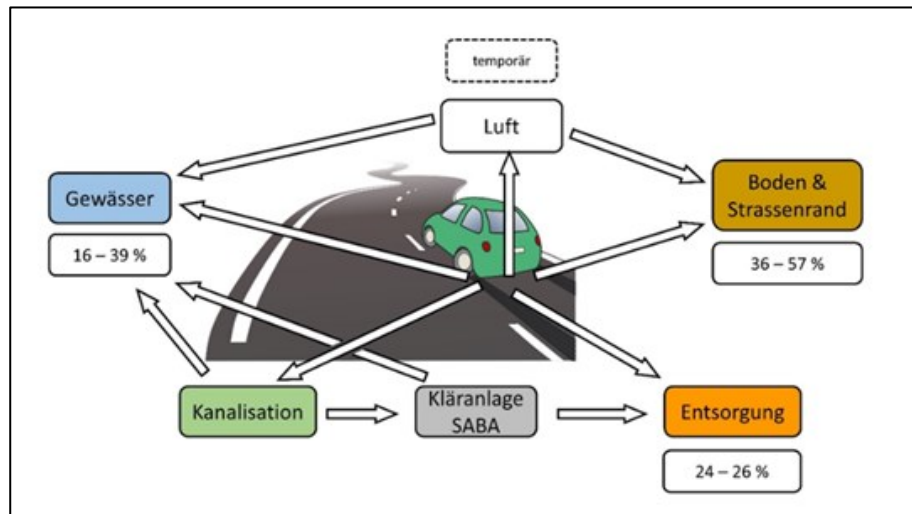 temporär
Luft
Gewässer
16 – 39 %
Boden &
Strassenrand
36 – 57 %
Kanalisation
Kläranlage
SABA
Entsorgung
24 – 26 %